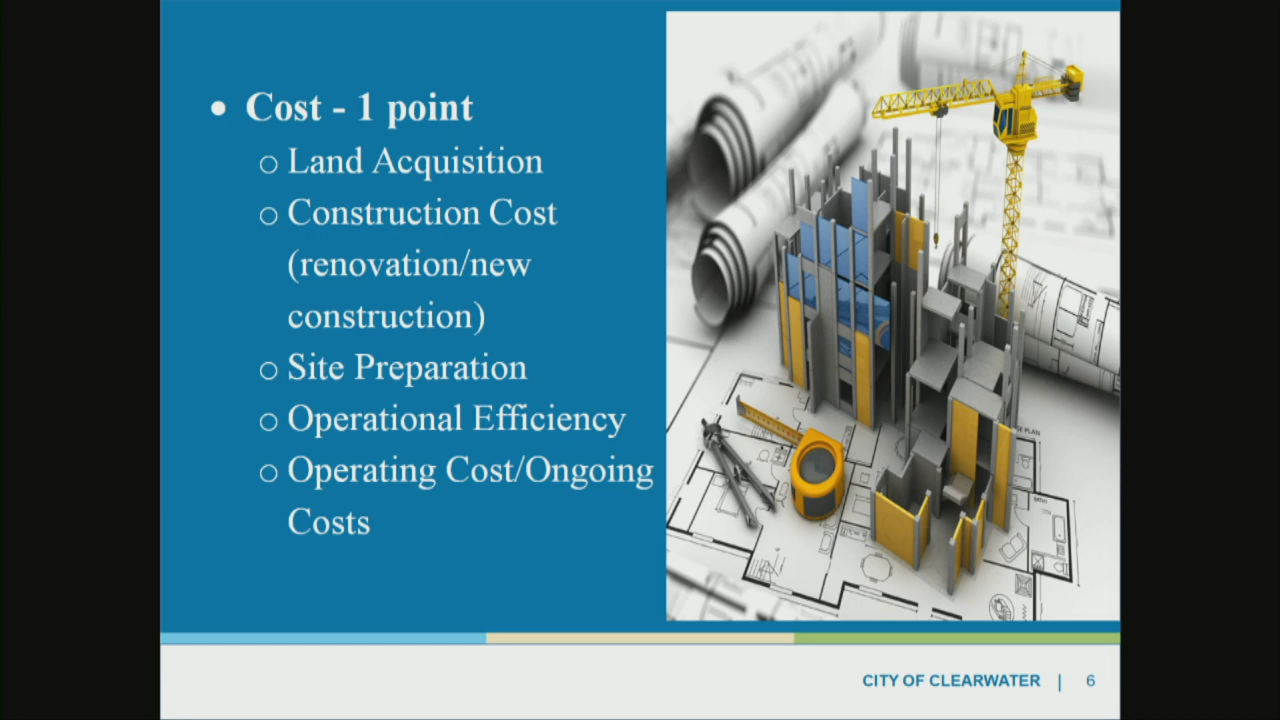 • Cost - 1 point
o Land Acquisition
o Construction Cost
(renovation/new
construction)
o Site Preparation
o Operational Efficiency
o Operating Cost/Ongoing
Costs
CITY OF CLEARWATER | 6